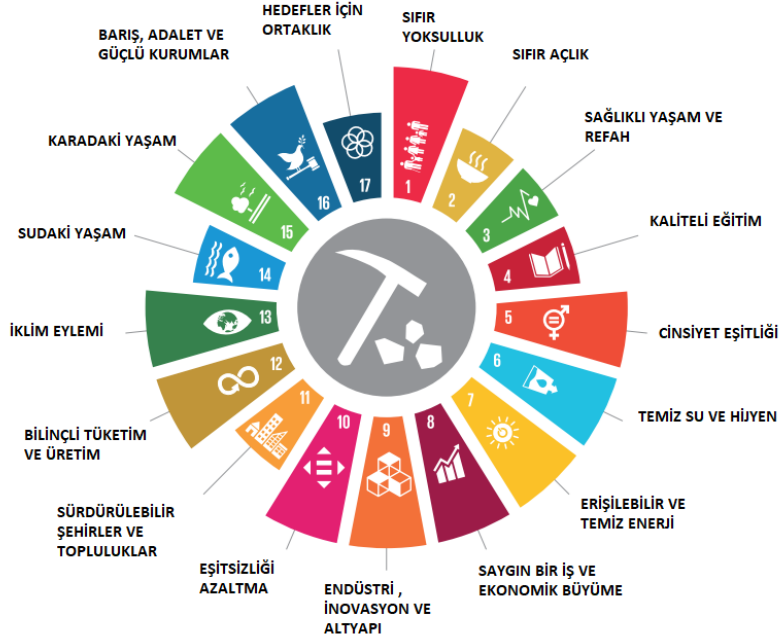 HEDEFLER İÇİN
ORTAKLIK
SIFIR
YOKSULLUK
SIFIR AÇLIK
SAĞLIKLI YAŞAM VE
REFAH
KALİTELİ EĞİTİM
CİNSİYET EŞİTLİĞİ
TEMİZ SU VE HİJYEN
ERİŞİLEBİLİR VE
TEMİZ ENERJİ
SAYGIN BİR İŞ VE
EKONOMİK BÜYÜME
ENDÜSTRİ ,
İNOVASYON VE
ALTYAPI
EŞİTSİZLİĞİ
AZALTMA
SÜRDÜRÜLEBİLİR
ŞEHİRLER VE
TOPLULUKLAR
BİLİNÇLİ TÜKETİM
VE ÜRETİM
İKLİM EYLEMİ
SUDAKİ YAŞAM
KARADAKİ YAŞAM
BARIŞ, ADALET VE
GÜÇLÜ KURUMLAR
1
2
3
4
5
6
7
8
9
10
11
12
13
14
15
16
17